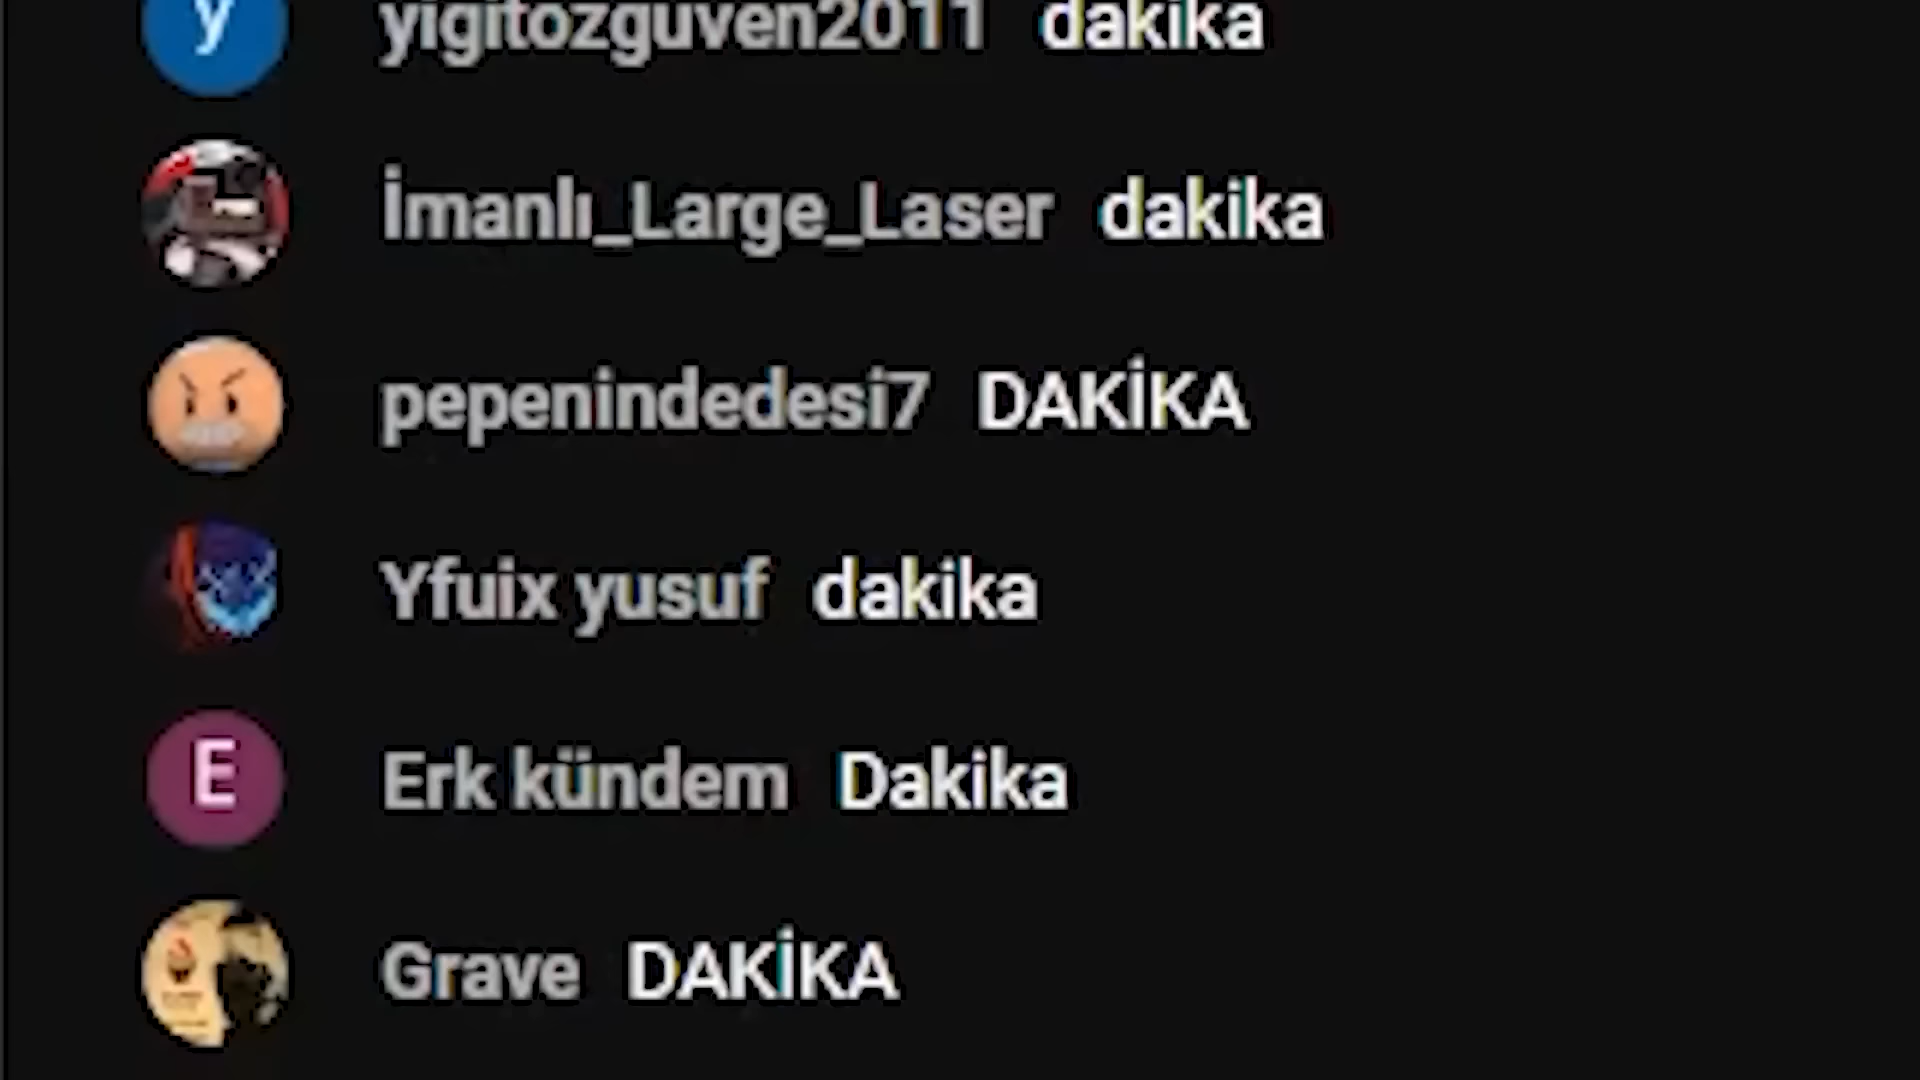 y yigitozguven2011 dakika
İmanlı_Large_Laser dakika
pepenindedesi7 DAKİKA
Yfuix yusuf dakika
E Erk kündem Dakika
Grave DAKİKA